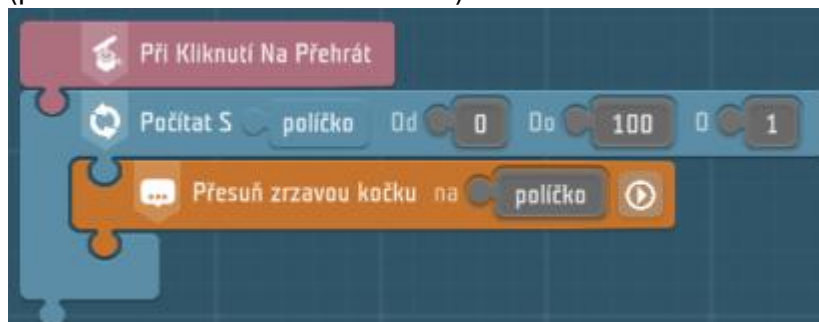 Při Kliknutí Na Přehrát
Počítat S políčko Od 0 Do 100 O 1
Přesuň zrzavou kočku na políčko